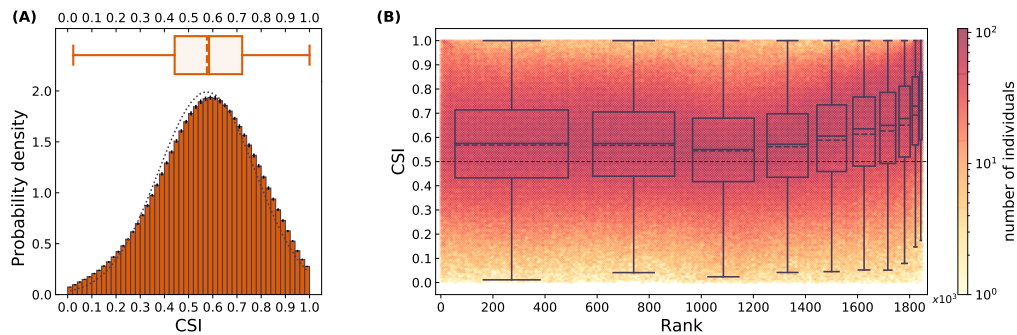 (A)
0.0 0.1 0.2 0.3 0.4 0.5 0.6 0.7 0.8 0.9 1.0
Probability density
2.0
1.5
1.0
0.5
0.0
0.0 0.1 0.2 0.3 0.4 0.5 0.6 0.7 0.8 0.9 1.0
CSI
(B)
CSI
1.0
0.9
0.8
0.7
0.6
0.5
0.4
0.3
0.2
0.1
0.0
0 200 400 600 800 1000 1200 1400 1600 1800
x10³
Rank
10²
10¹
10⁰
number of individuals